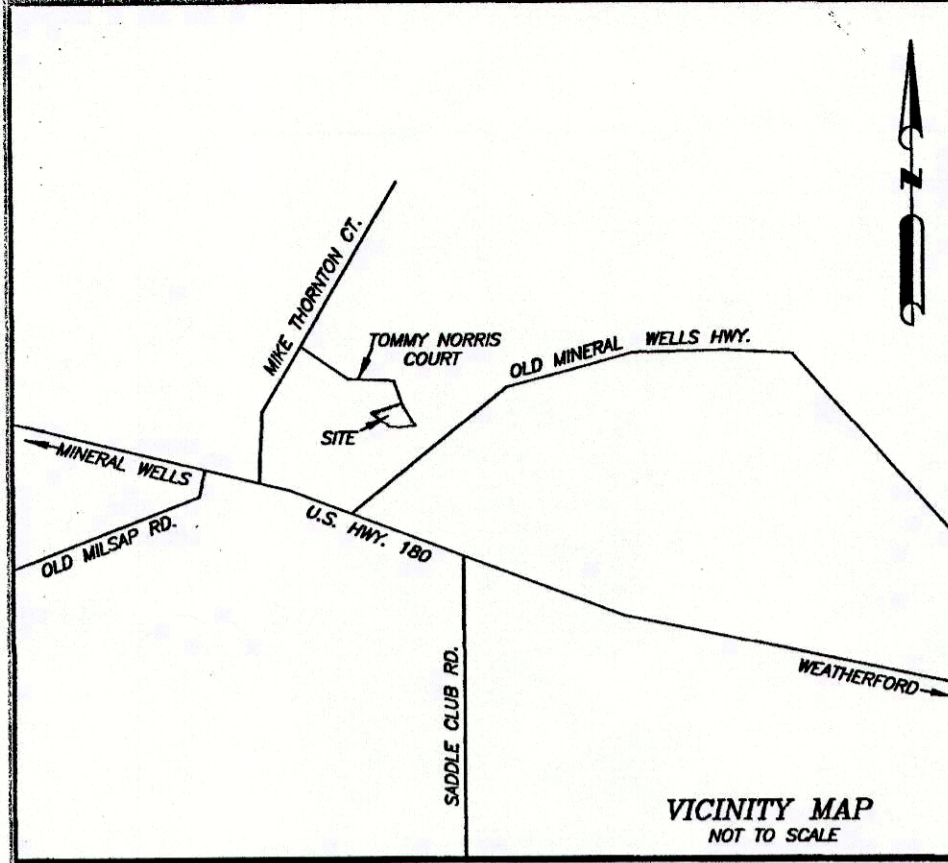 N
MIKE THORNTON CT.
TOMMY NORRIS
COURT
OLD MINERAL WELLS HWY.
SITE
MINERAL WELLS
U.S. HWY. 180
OLD MILSAP RD.
SADDLE CLUB RD.
WEATHERFORD
VICINITY MAP
NOT TO SCALE